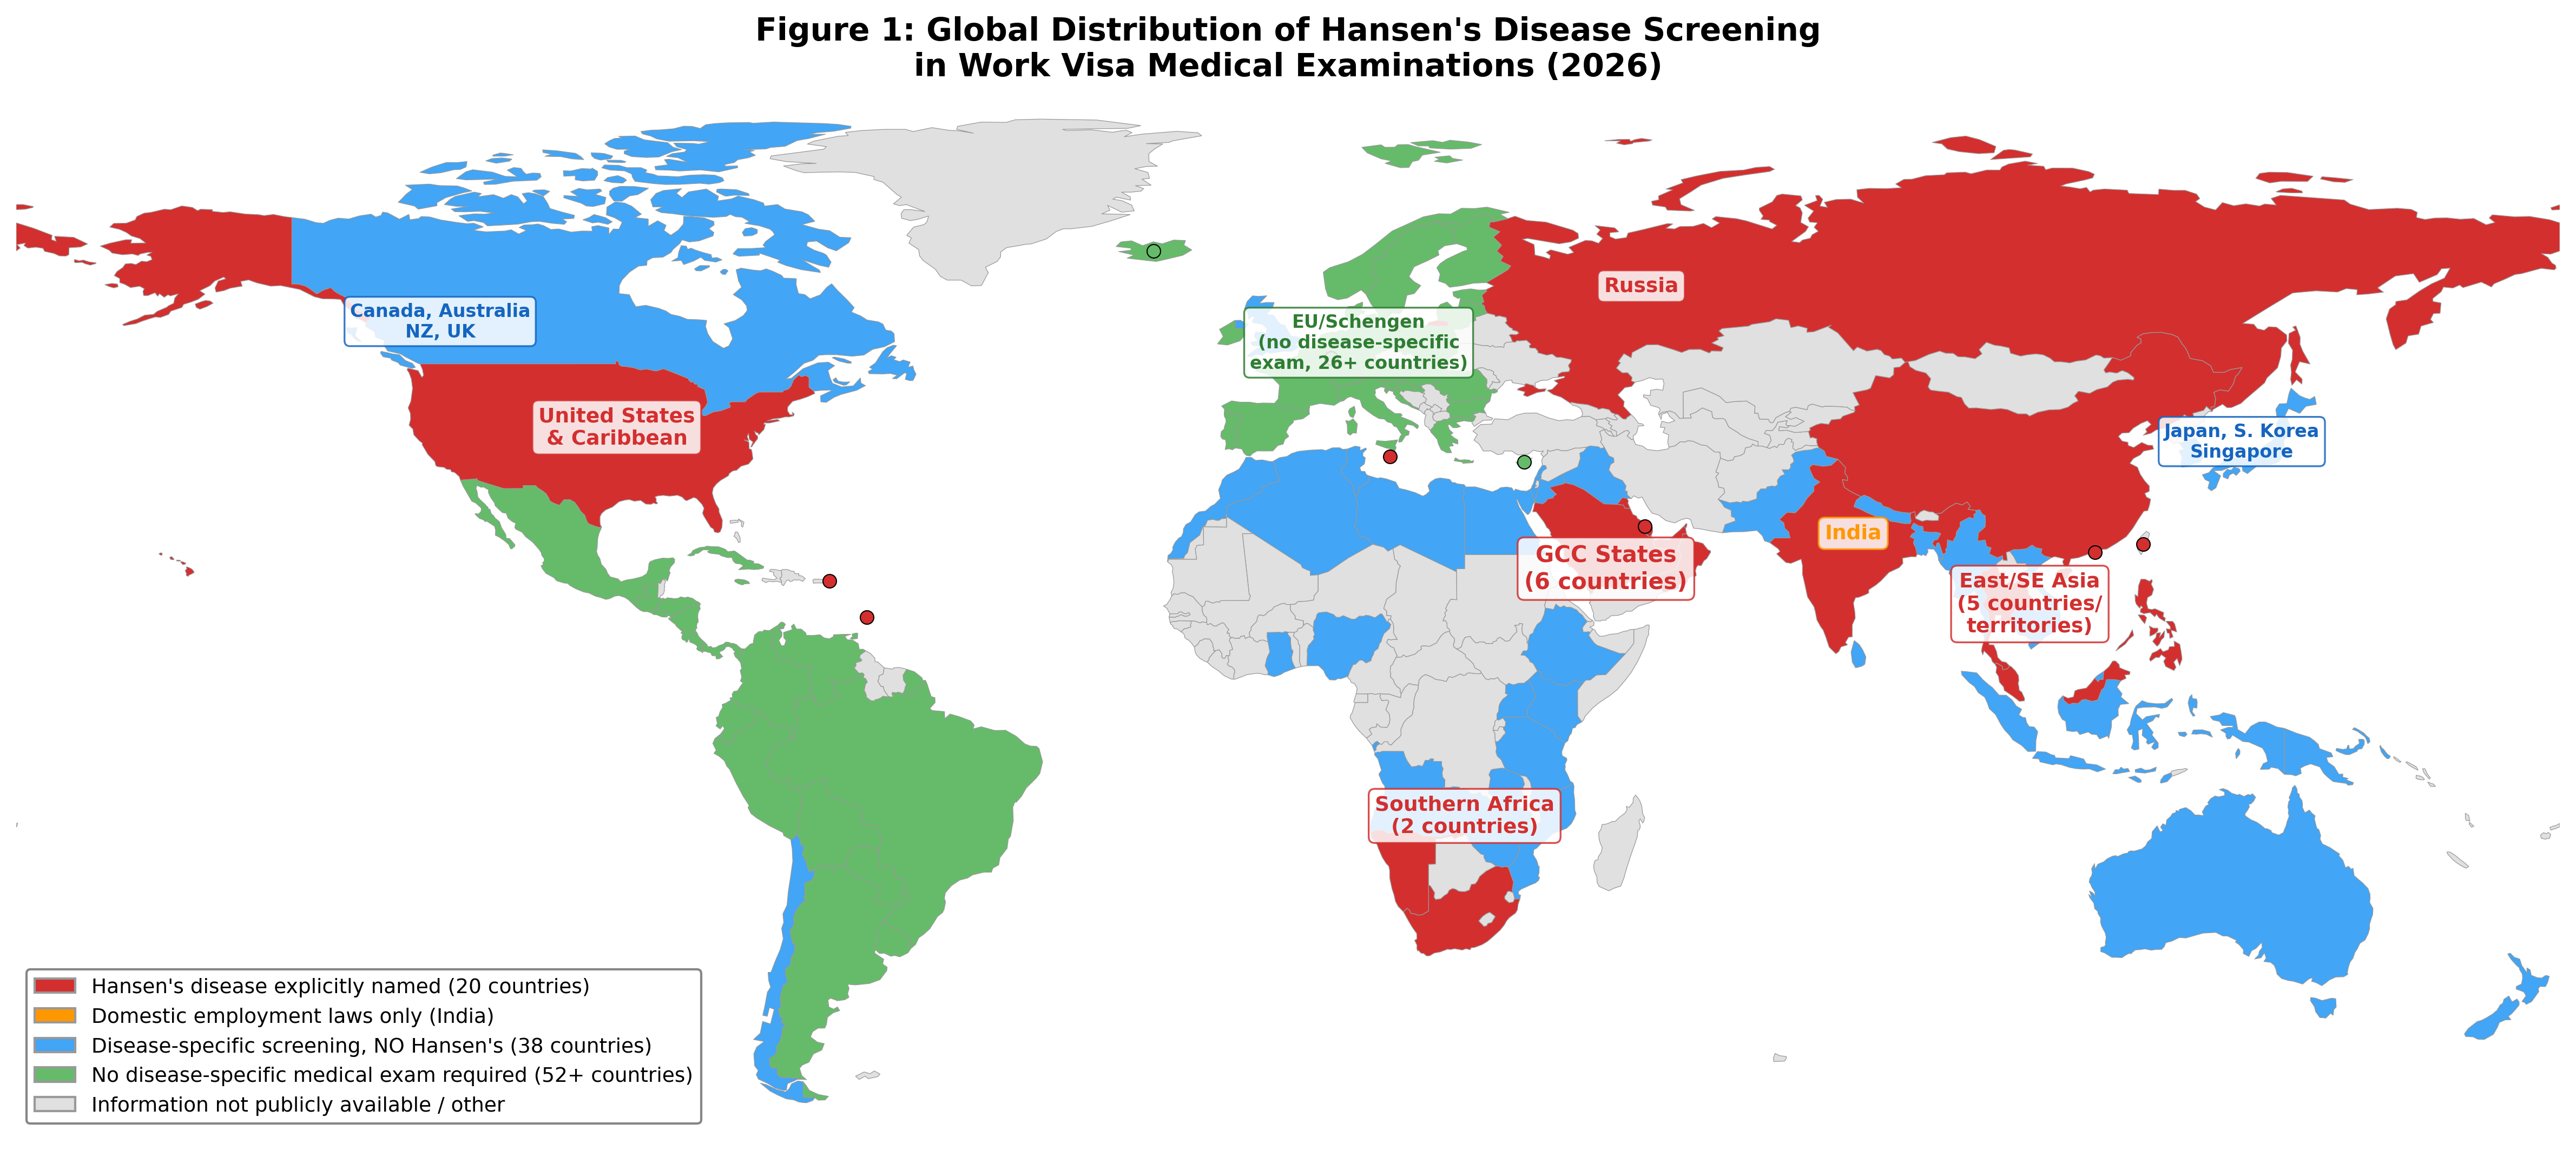 Figure 1: Global Distribution of Hansen's Disease Screening
in Work Visa Medical Examinations (2026)
Russia
Canada, Australia
NZ, UK
EU/Schengen
(no disease-specific
exam, 26+ countries)
United States
& Caribbean
Japan, S. Korea
Singapore
India
GCC States
(6 countries)
East/SE Asia
(5 countries/
territories)
Southern Africa
(2 countries)
Hansen's disease explicitly named (20 countries)
Domestic employment laws only (India)
Disease-specific screening, NO Hansen's (38 countries)
No disease-specific medical exam required (52+ countries)
Information not publicly available / other